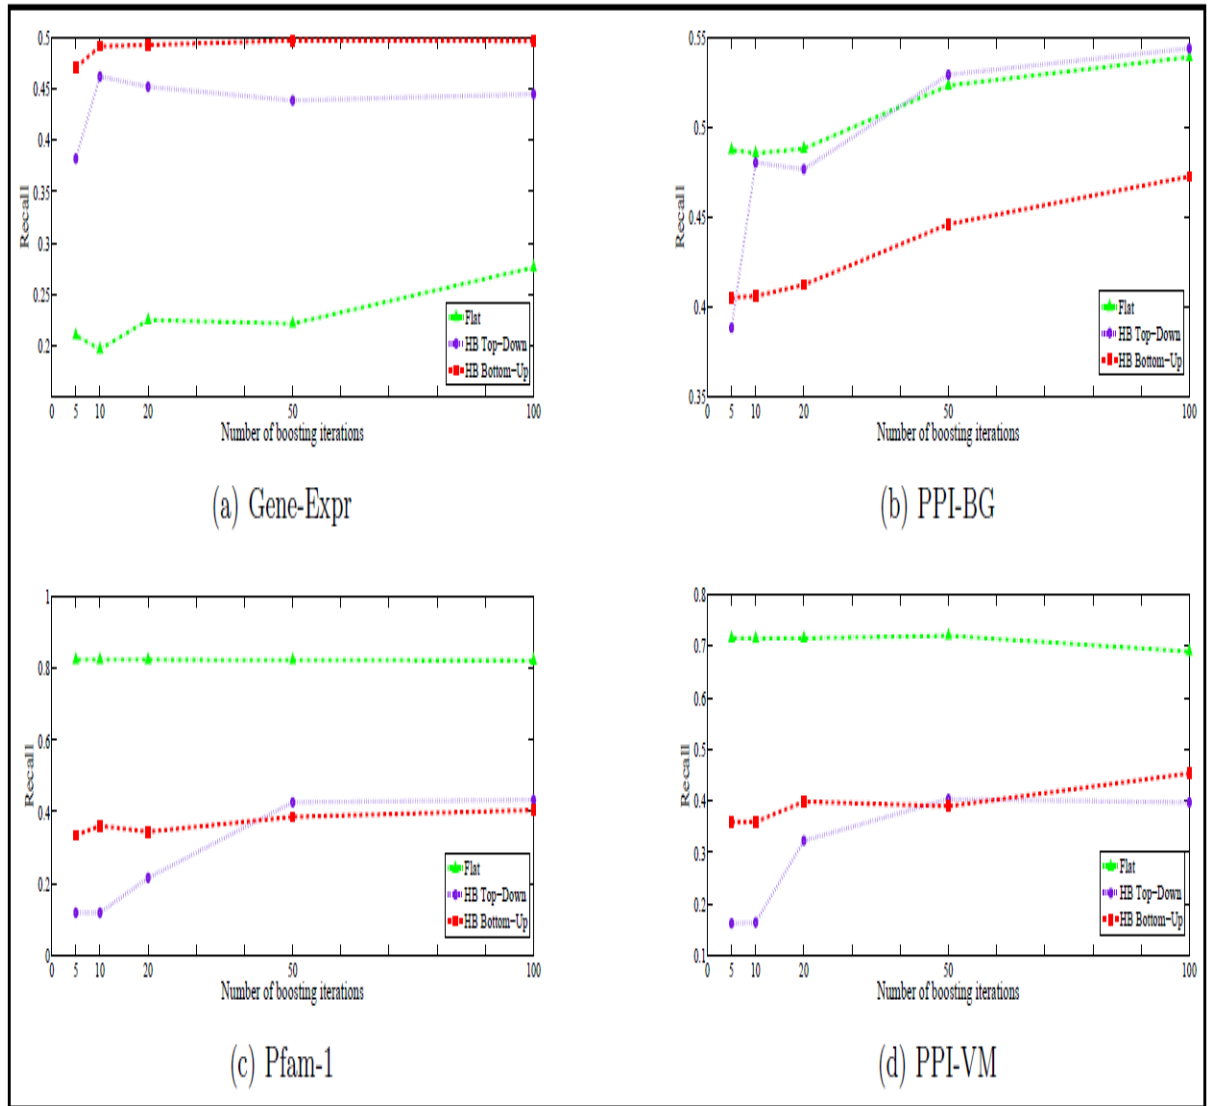 0.5
0.45
0.4
0.35
0.3
0.25
0.2
Recall
Flat
HB Top-Down
HB Bottom-Up
0 5 10 20 50 100
Number of boosting iterations
(a) Gene-Expr
0.55
0.5
0.45
0.4
0.35
Recall
Flat
HB Top-Down
HB Bottom-Up
0 5 10 20 50 100
Number of boosting iterations
(b) PPI-BG
1
0.8
0.6
0.4
0.2
0
Recall
Flat
HB Top-Down
HB Bottom-Up
0 5 10 20 50 100
Number of boosting iterations
(c) Pfam-1
0.8
0.7
0.6
0.5
0.4
0.3
0.2
0.1
Recall
Flat
HB Top-Down
HB Bottom-Up
0 5 10 20 50 100
Number of boosting iterations
(d) PPI-VM